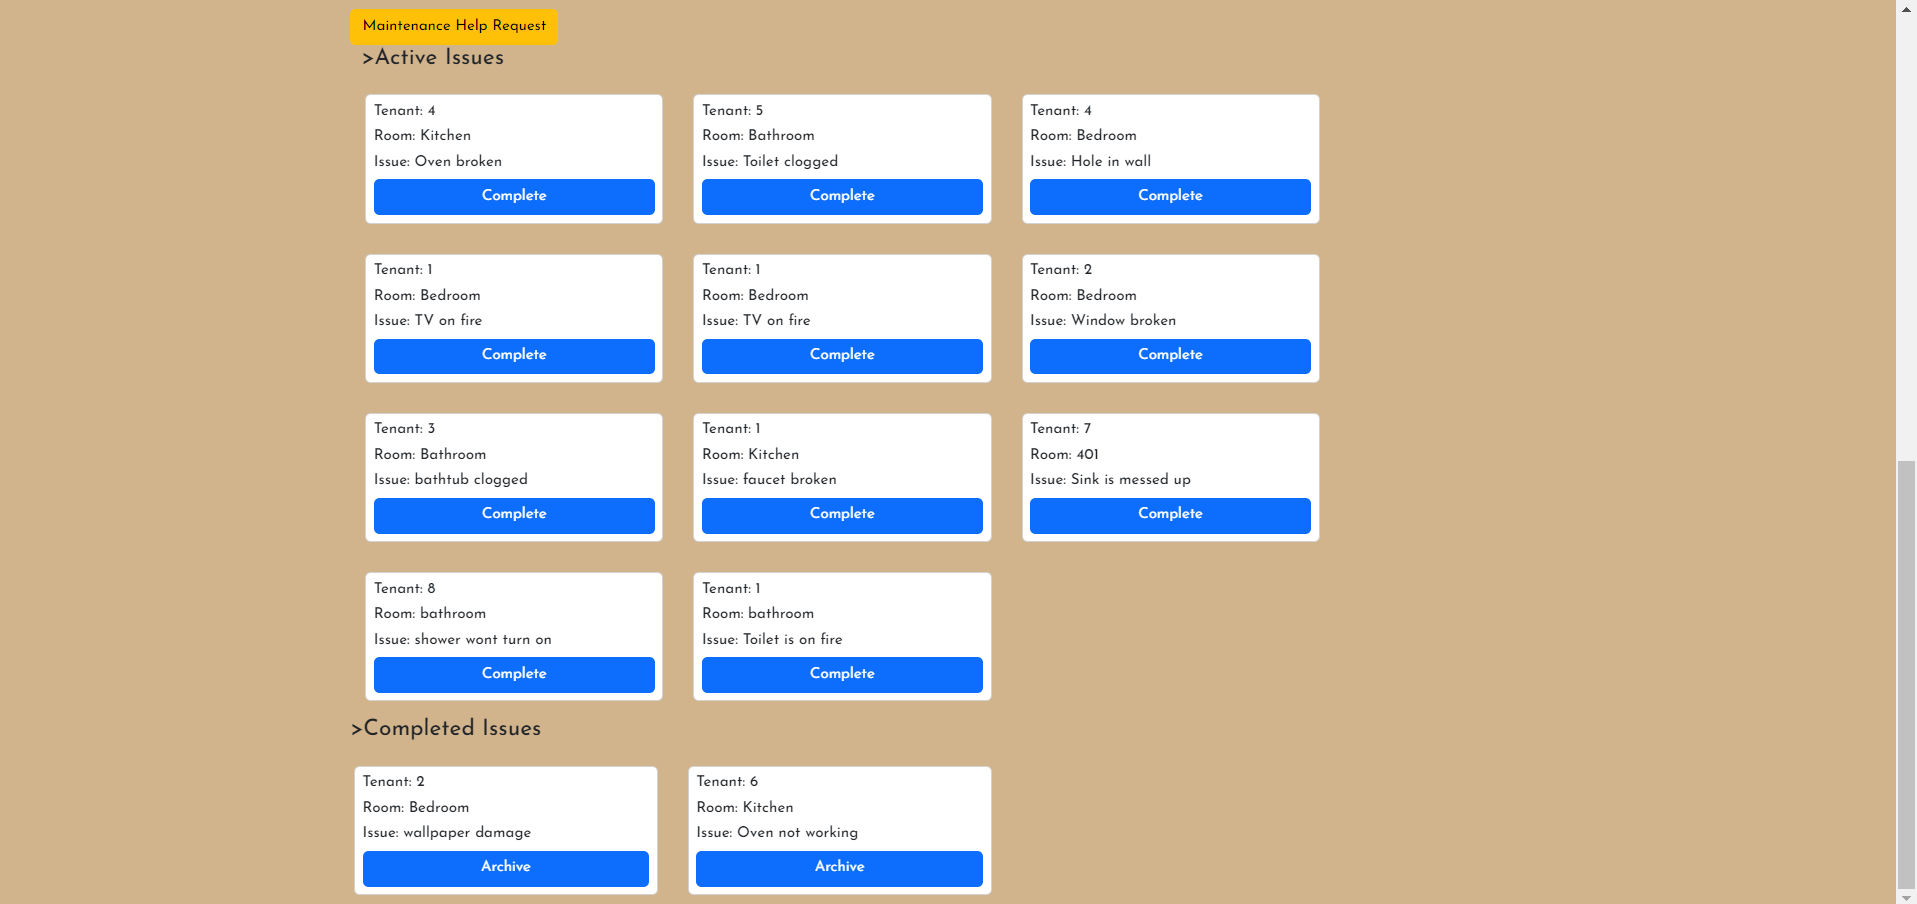 Maintenance Help Request
>Active Issues
Tenant: 4
Room: Kitchen
Issue: Oven broken
Complete
Tenant: 5
Room: Bathroom
Issue: Toilet clogged
Complete
Tenant: 4
Room: Bedroom
Issue: Hole in wall
Complete
Tenant: 1
Room: Bedroom
Issue: TV on fire
Complete
Tenant: 1
Room: Bedroom
Issue: TV on fire
Complete
Tenant: 2
Room: Bedroom
Issue: Window broken
Complete
Tenant: 3
Room: Bathroom
Issue: bathtub clogged
Complete
Tenant: 1
Room: Kitchen
Issue: faucet broken
Complete
Tenant: 7
Room: 401
Issue: Sink is messed up
Complete
Tenant: 8
Room: bathroom
Issue: shower wont turn on
Complete
Tenant: 1
Room: bathroom
Issue: Toilet is on fire
Complete
>Completed Issues
Tenant: 2
Room: Bedroom
Issue: wallpaper damage
Archive
Tenant: 6
Room: Kitchen
Issue: Oven not working
Archive